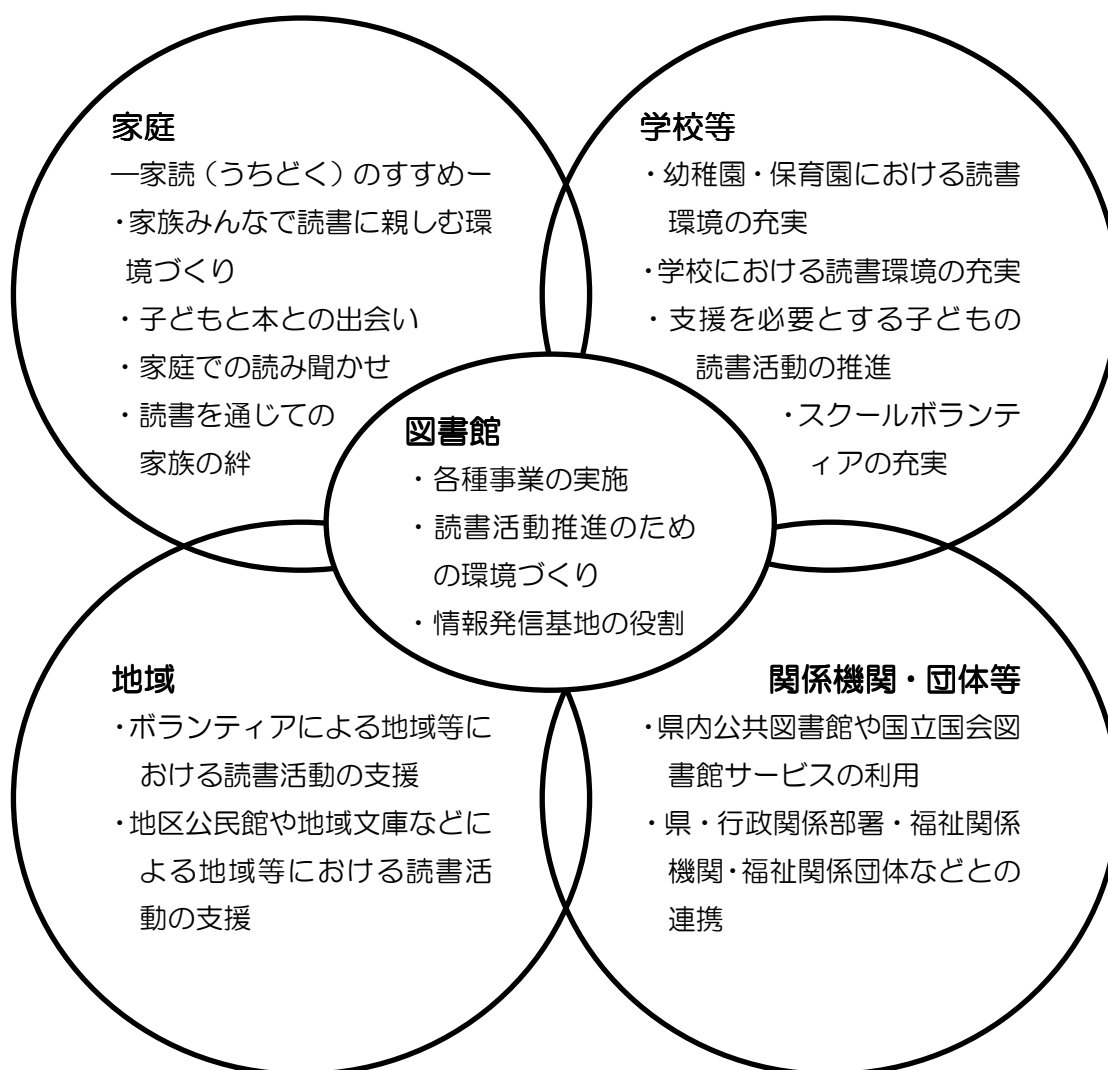 家庭
―家読（うちどく）のすすめー
・家族みんなで読書に親しむ環
境づくり
・子どもと本との出会い
・家庭での読み聞かせ
・読書を通じての
家族の絆
学校等
・幼稚園・保育園における読書
環境の充実
・学校における読書環境の充実
・支援を必要とする子どもの
読書活動の推進
・スクールボランテ
ィアの充実
図書館
・各種事業の実施
・読書活動推進のため
の環境づくり
・情報発信基地の役割
地域
・ボランティアによる地域等に
おける読書活動の支援
・地区公民館や地域文庫などに
よる地域等における読書活
動の支援
関係機関・団体等
・県内公共図書館や国立国会図
書館サービスの利用
・県・行政関係部署・福祉関係
機関・福祉関係団体などとの
連携